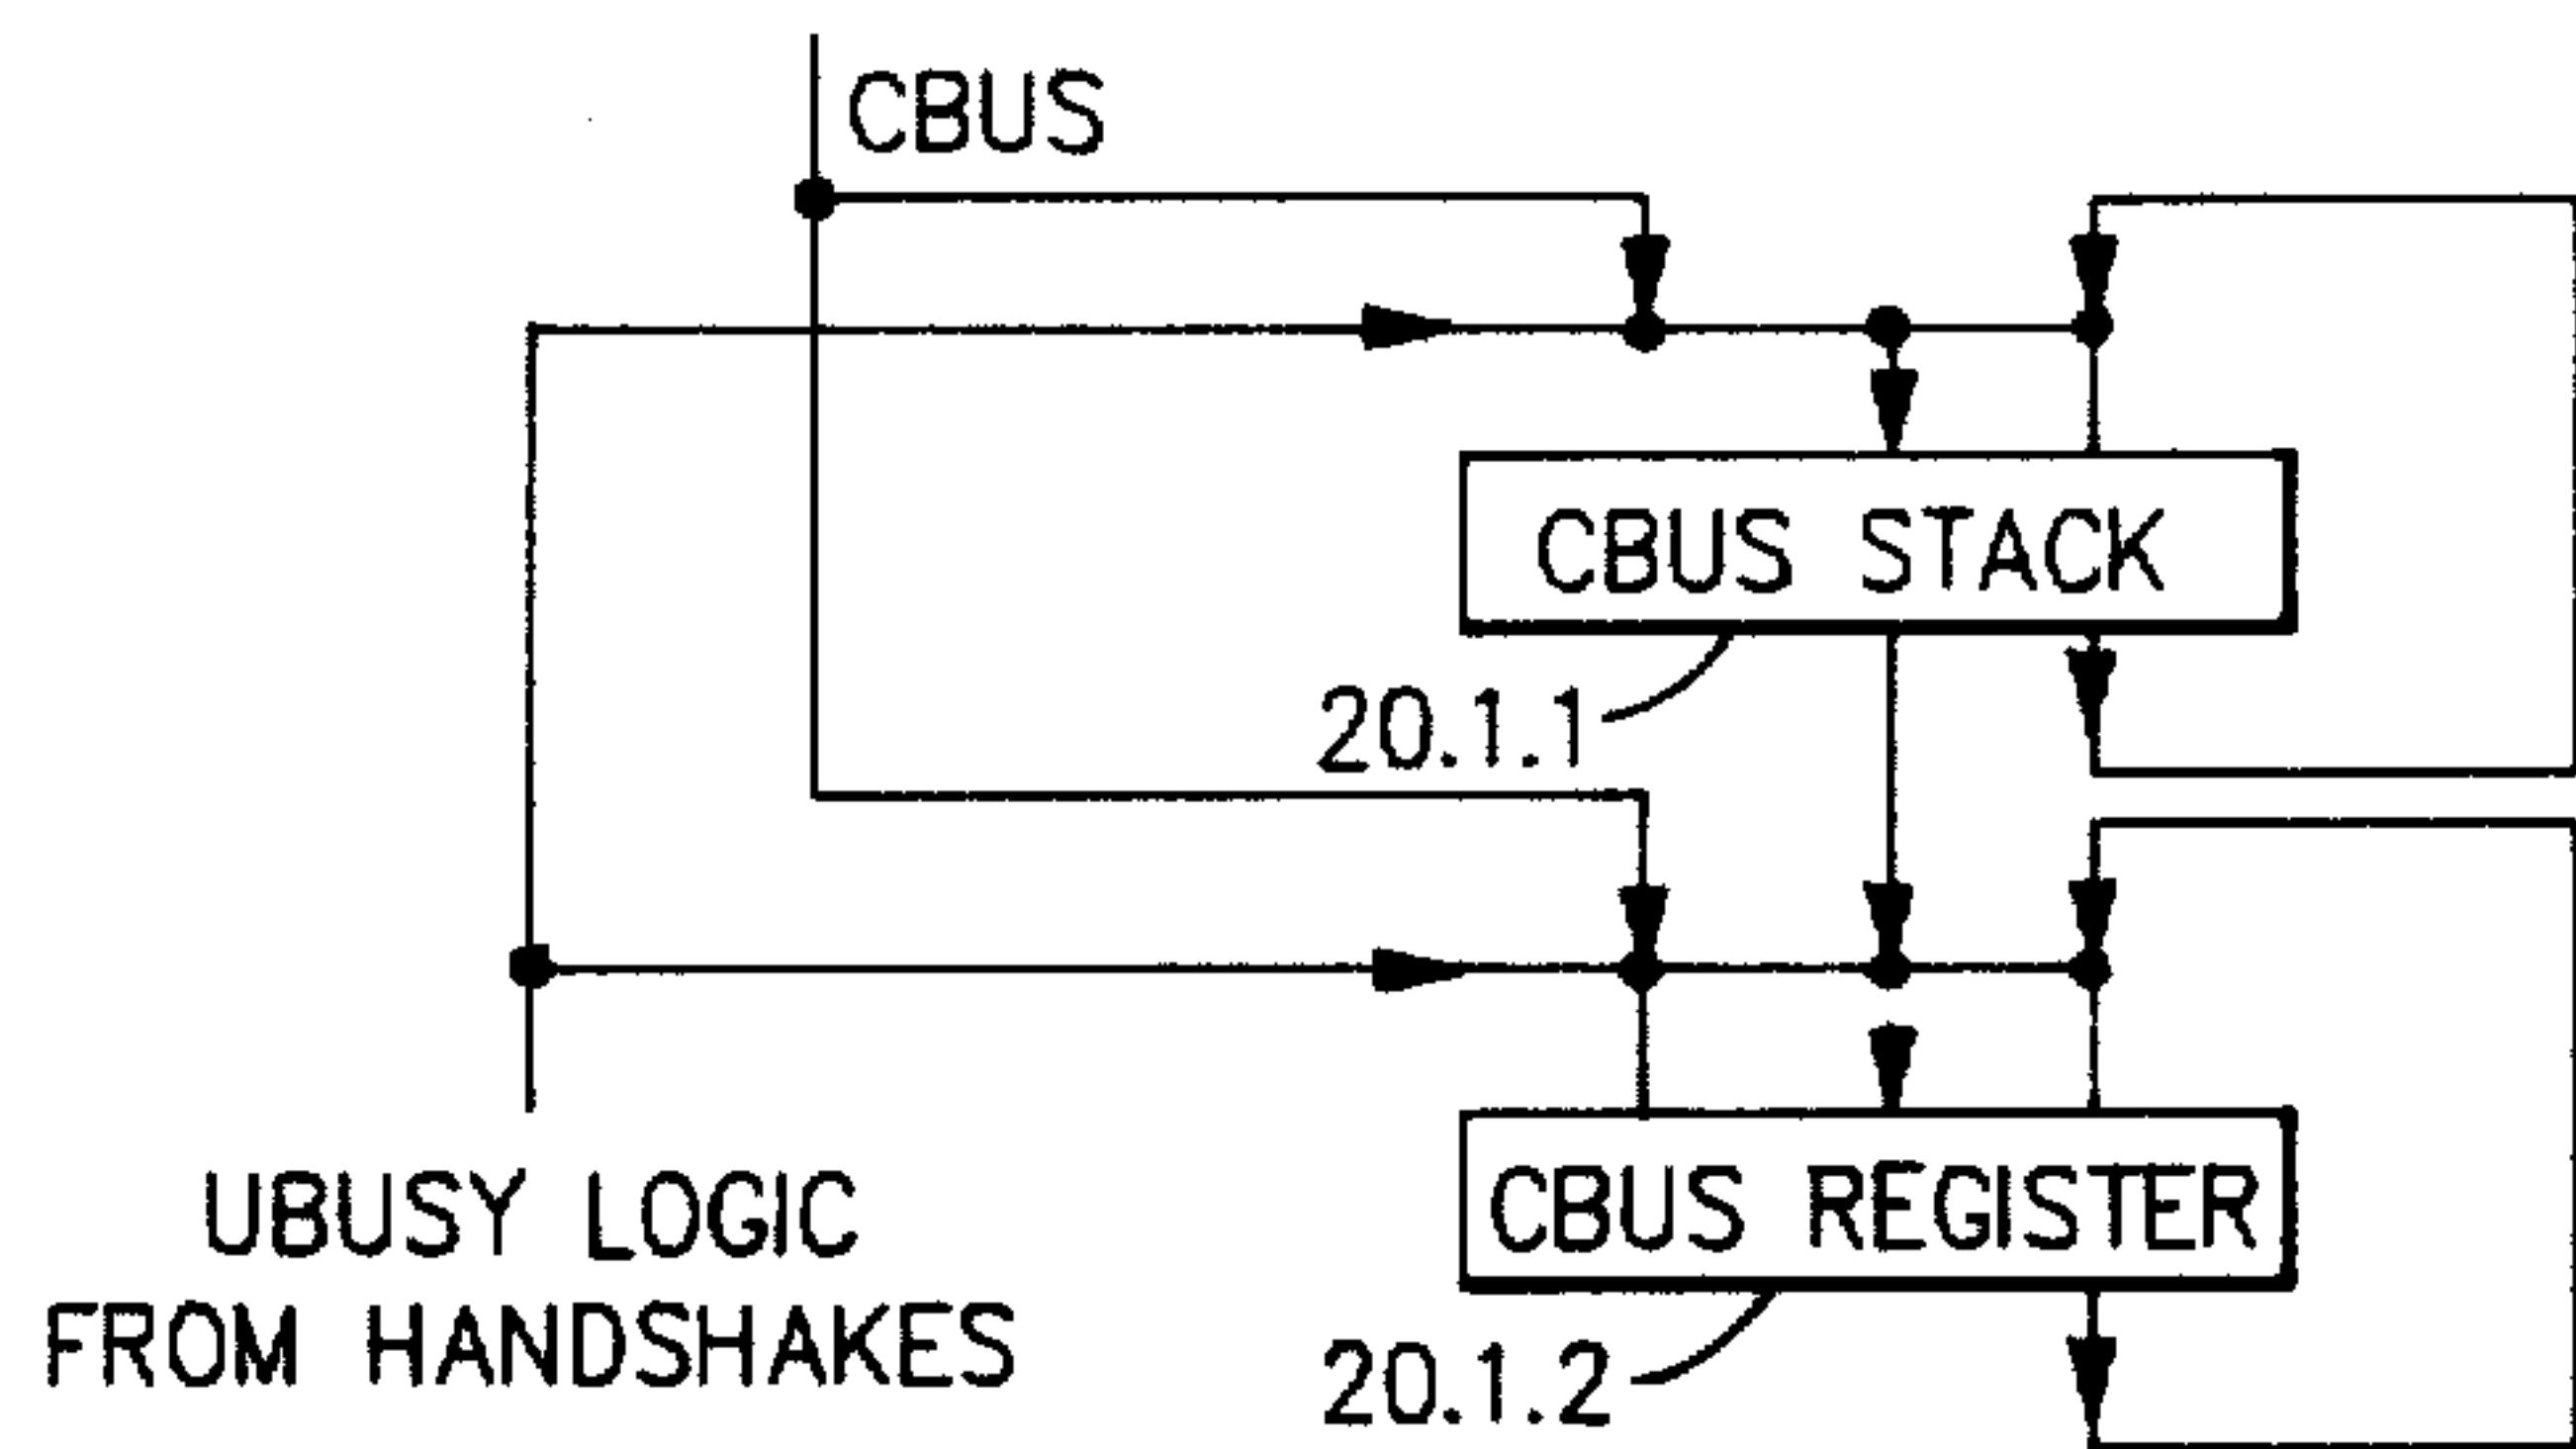 CBUS
CBUS STACK
20.1.1
CBUS REGISTER
20.1.2
UBUSY LOGIC
FROM HANDSHAKES